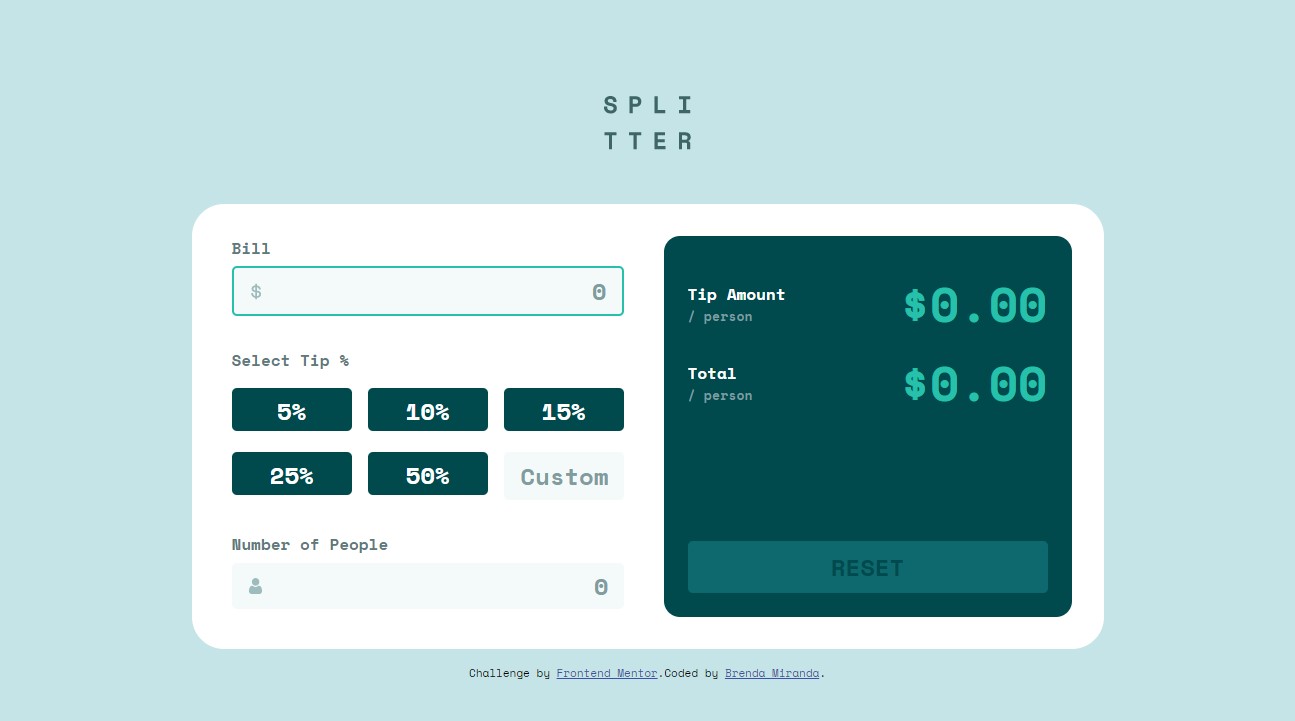 SPLI
TTER
Bill
$ 0
Select Tip %
5% 10% 15%
25% 50% Custom
Number of People
0
Tip Amount
/ person
$0.00
Total
/ person
$0.00
RESET
Challenge by Frontend Mentor.Coded by Brenda Miranda.